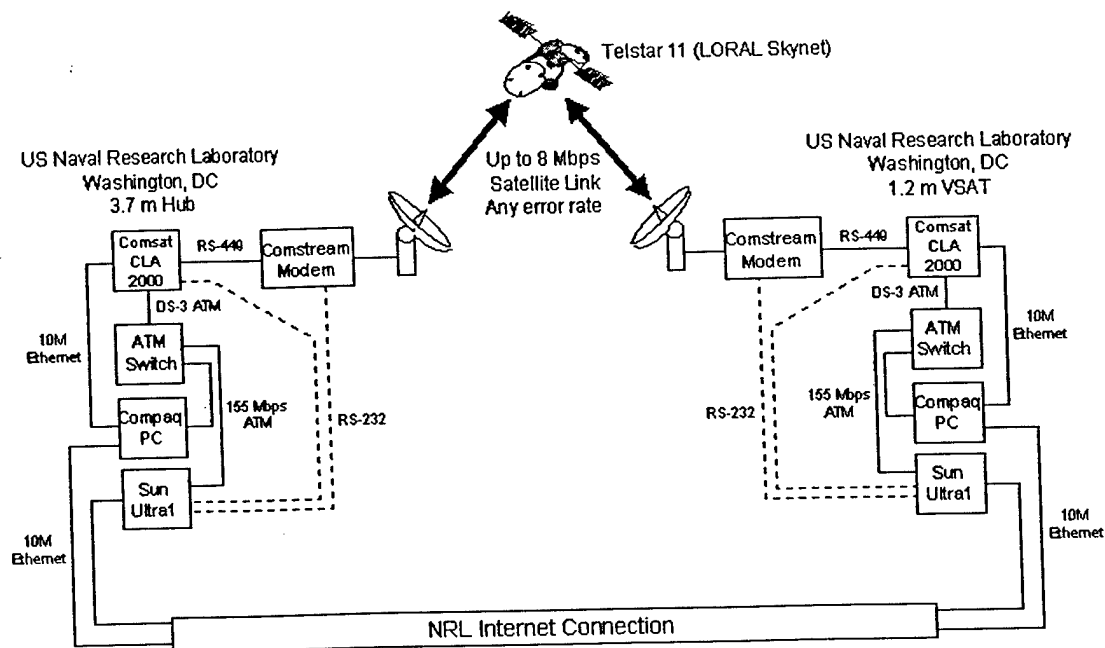 Telstar 11 (LORAL Skynet)
US Naval Research Laboratory
Washington, DC
3.7 m Hub
Up to 8 Mbps
Satellite Link
Any error rate
US Naval Research Laboratory
Washington, DC
1.2 m VSAT
Comsat
CLA
2000
RS-449
Comstream
Modem
Comstream
Modem
RS-449
Comsat
CLA
2000
DS-3 ATM
DS-3 ATM
10M
Ethernet
ATM
Switch
ATM
Switch
10M
Ethernet
Compaq
PC
155 Mbps
ATM
RS-232
RS-232
155 Mbps
ATM
Compaq
PC
Sun
Ultra1
Sun
Ultra1
10M
Ethernet
10M
Ethernet
NRL Internet Connection